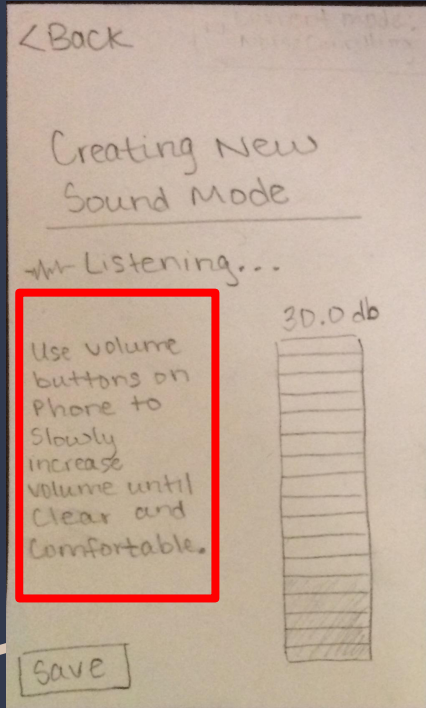 <Back
Creating New
Sound Mode
Listening...
30.0 db
Use volume
buttons on
Phone to
Slowly
increase
volume until
Clear and
Comfortable.
Save